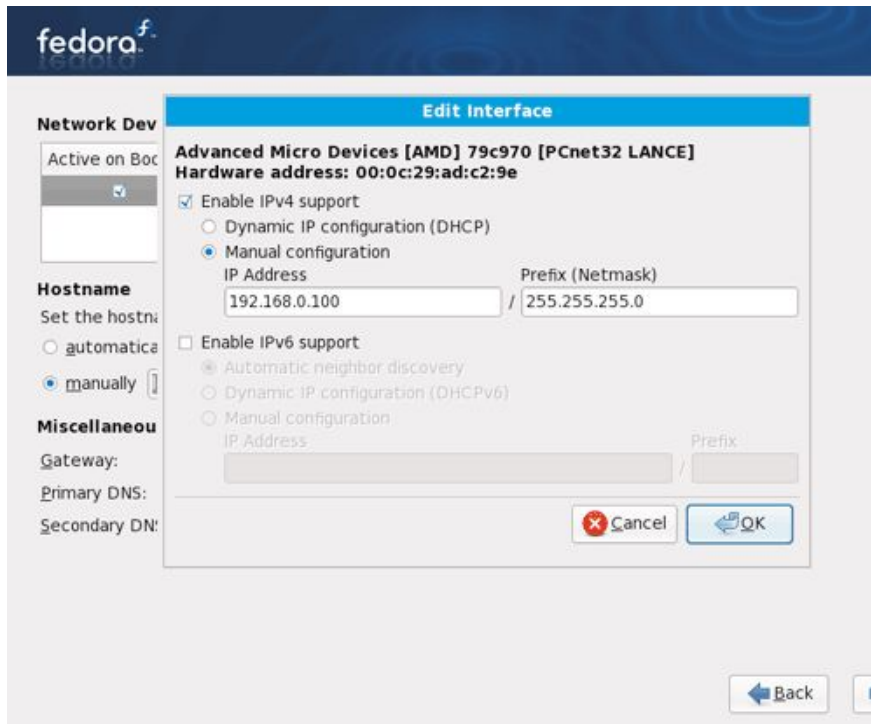 fedora
Edit Interface
Network Dev
Active on Boo
Advanced Micro Devices [AMD] 79c970 [PCnet32 LANCE]
Hardware address: 00:0c:29:ad:c2:9e
Enable IPv4 support
Dynamic IP configuration (DHCP)
Manual configuration
IP Address Prefix (Netmask)
192.168.0.100 / 255.255.255.0
Hostname
Set the hostna
automatica
manually
Enable IPv6 support
Automatic neighbor discovery
Dynamic IP configuration (DHCPv6)
Manual configuration
IP Address Prefix
/
Miscellaneou
Gateway:
Primary DNS:
Secondary DN
Cancel OK
Back